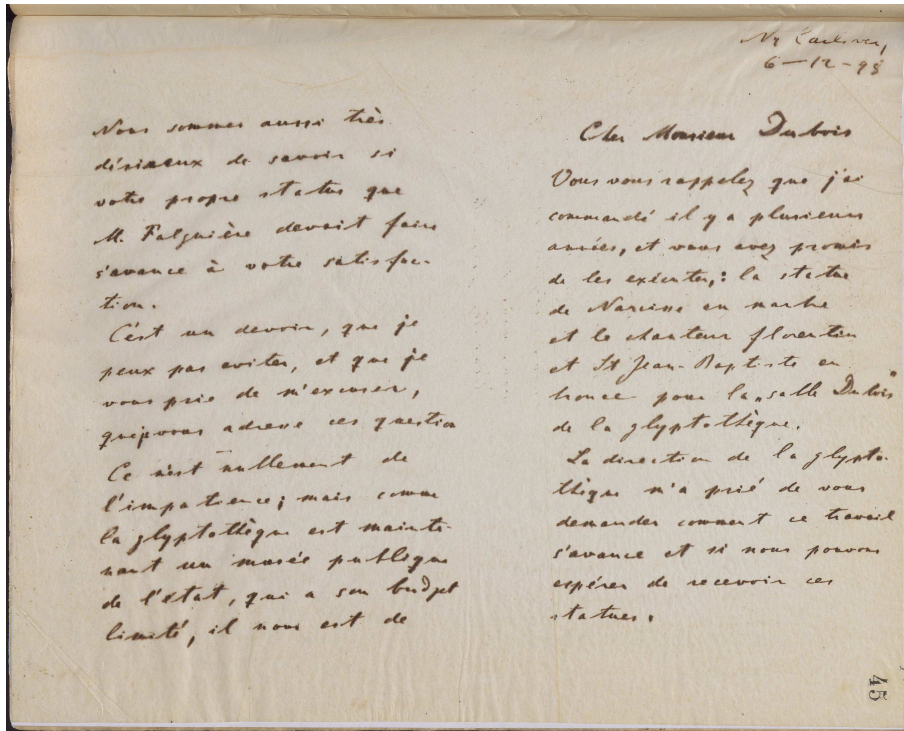 Ny Carlsberg,
6-12-98
Cher Monsieur Dubois
Vous vous rappelez que j'ai
commandé il y a plusieurs
années, et vous avez promis
de les exécuter,: la statue
de Narcisse en marbre
et le chanteur florentin
et St Jean-Baptiste en
bronce pour la „salle Dubois"
de la glyptothèque.
La direction de la glypto-
thèque m'a prié de vous
demander comment ce travail
s'avance et si nous pouvons
espérer de recevoir ces
statues.
Nous sommes aussi très
désireux de savoir si
votre propre status que
M. Falguière devait faire
s'avance à votre satisfac-
tion.
C'est un devoir, que je
peux pas eviter, et que je
vous prie de m'excuser,
que je vous adresse ces question
Ce n'est nullement de
l'impatience; mais comme
la glyptothèque est mainte-
nant un musée publique
de l'état, qui a son budget
limité, il nous est de
45